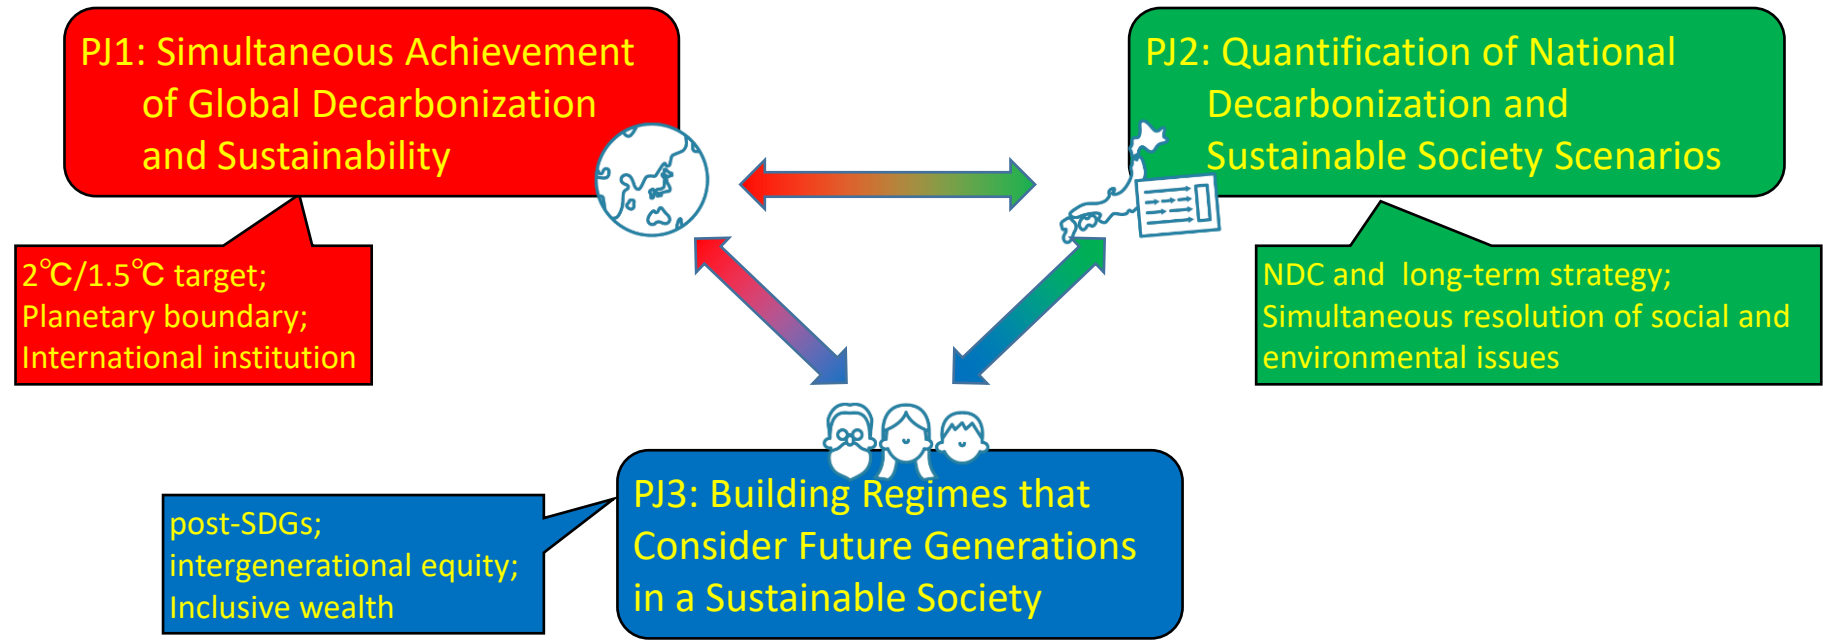 PJ1: Simultaneous Achievement
of Global Decarbonization
and Sustainability
PJ2: Quantification of National
Decarbonization and
Sustainable Society Scenarios
2℃/1.5℃ target;
Planetary boundary;
International institution
NDC and  long-term strategy;
Simultaneous resolution of social and
environmental issues
post-SDGs;
intergenerational equity;
Inclusive wealth
PJ3: Building Regimes that
Consider Future Generations
in a Sustainable Society